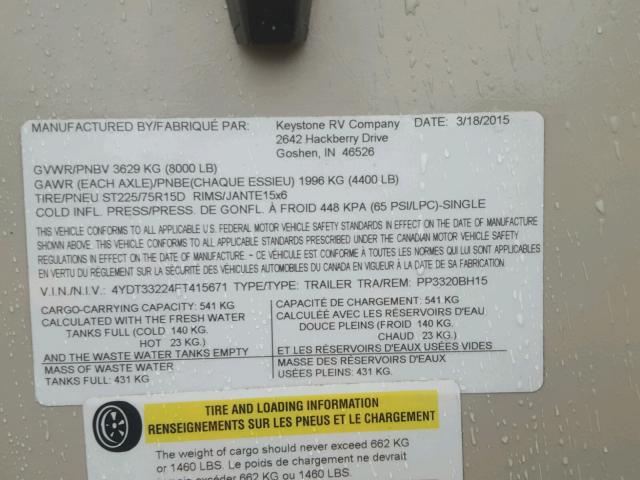 MANUFACTURED BY/FABRIQUÉ PAR: Keystone RV Company DATE: 3/18/2015
2642 Hackberry Drive
Goshen, IN 46526
GVWR/PNBV 3629 KG (8000 LB)
GAWR (EACH AXLE)/PNBE(CHAQUE ESSIEU) 1996 KG (4400 LB)
TIRE/PNEU ST225/75R15D RIMS/JANTE15x6
COLD INFL. PRESS/PRESS. DE GONFL. À FROID 448 KPA (65 PSI/LPC)-SINGLE
THIS VEHICLE CONFORMS TO ALL APPLICABLE U.S. FEDERAL MOTOR VEHICLE SAFETY STANDARDS IN EFFECT ON THE DATE OF MANUFACTURE
SHOWN ABOVE. THIS VEHICLE CONFORMS TO ALL APPLICABLE STANDARDS PRESCRIBED UNDER THE CANADIAN MOTOR VEHICLE SAFETY
REGULATIONS IN EFFECT ON THE DATE OF MANUFACTURE / CE VÉHICULE EST CONFORME À TOUTES LES NORMES QUI LUI SONT APPLICABLES
EN VERTU DU RÈGLEMENT SUR LA SÉCURITÉ DES VÉHICULES AUTOMOBILES DU CANADA EN VIGUEUR À LA DATE DE SA FABRICATION
V.I.N./N.I.V. 4YDT33224FT415671 TYPE/TYPE: TRAILER TRA/REM: PP3320BH15
CARGO-CARRYING CAPACITY: 541 KG
CALCULATED WITH THE FRESH WATER
TANKS FULL (COLD 140 KG.
HOT 23 KG.)
AND THE WASTE WATER TANKS EMPTY
MASS OF WASTE WATER
TANKS FULL: 431 KG
CAPACITÉ DE CHARGEMENT: 541 KG
CALCULÉE AVEC LES RÉSERVOIRS D'EAU
DOUCE PLEINS (FROID 140 KG.
CHAUD 23 KG.)
ET LES RÉSERVOIRS D'EAUX USÉES VIDES
MASSE DES RÉSERVOIRS D'EAUX
USÉES PLEINS: 431 KG.
TIRE AND LOADING INFORMATION
RENSEIGNEMENTS SUR LES PNEUS ET LE CHARGEMENT
The weight of cargo should never exceed 662 KG
or 1460 LBS. Le poids de chargement ne devrait
jamais excéder 662 KG ou 1460 LBS.